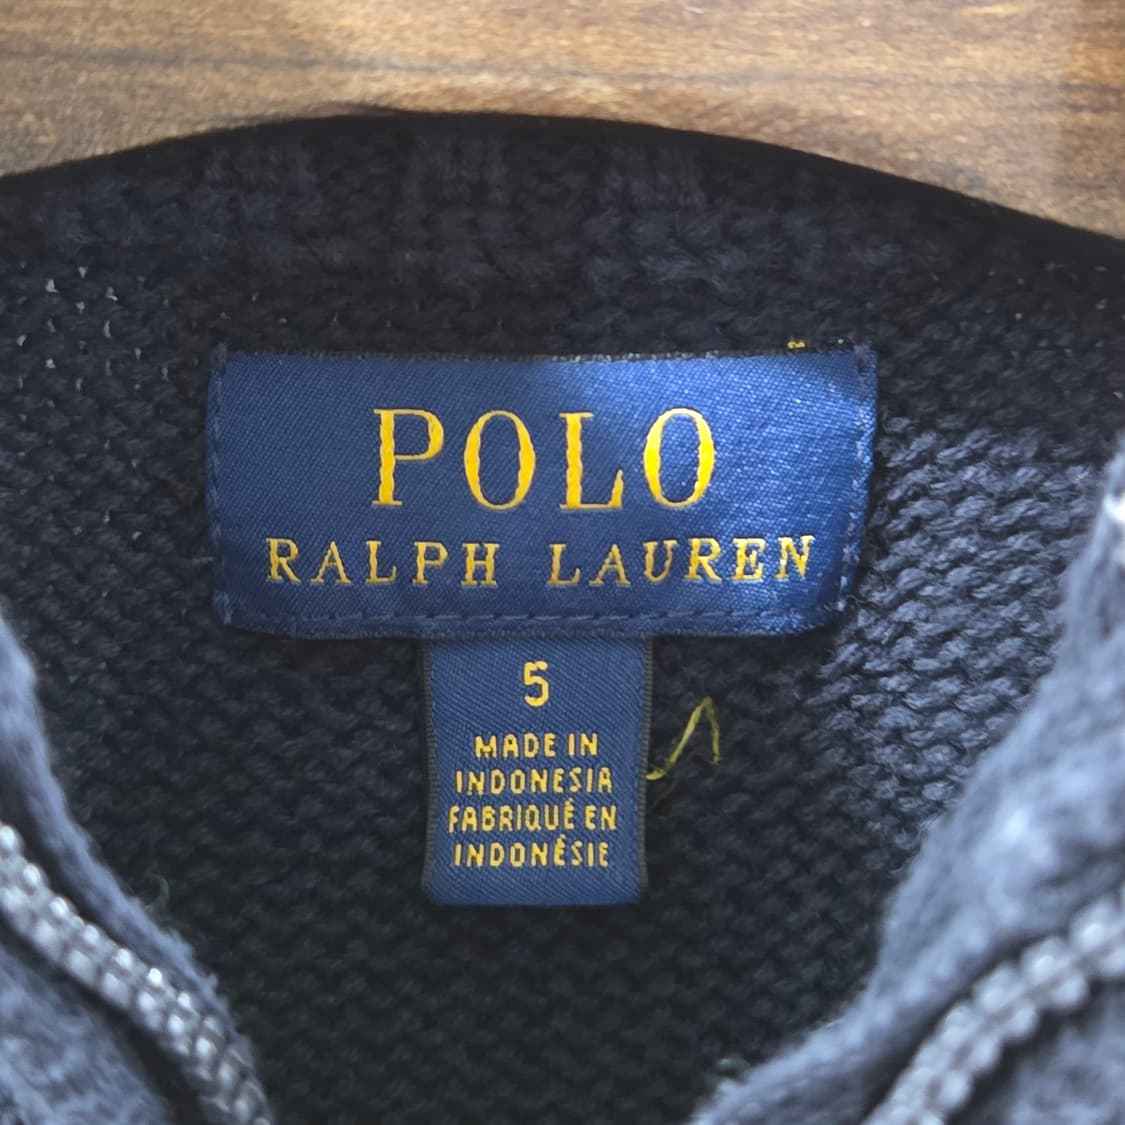 POLO
RALPH LAUREN
5
MADE IN
INDONESIA
FABRIQUÉ EN
INDONÉSIE